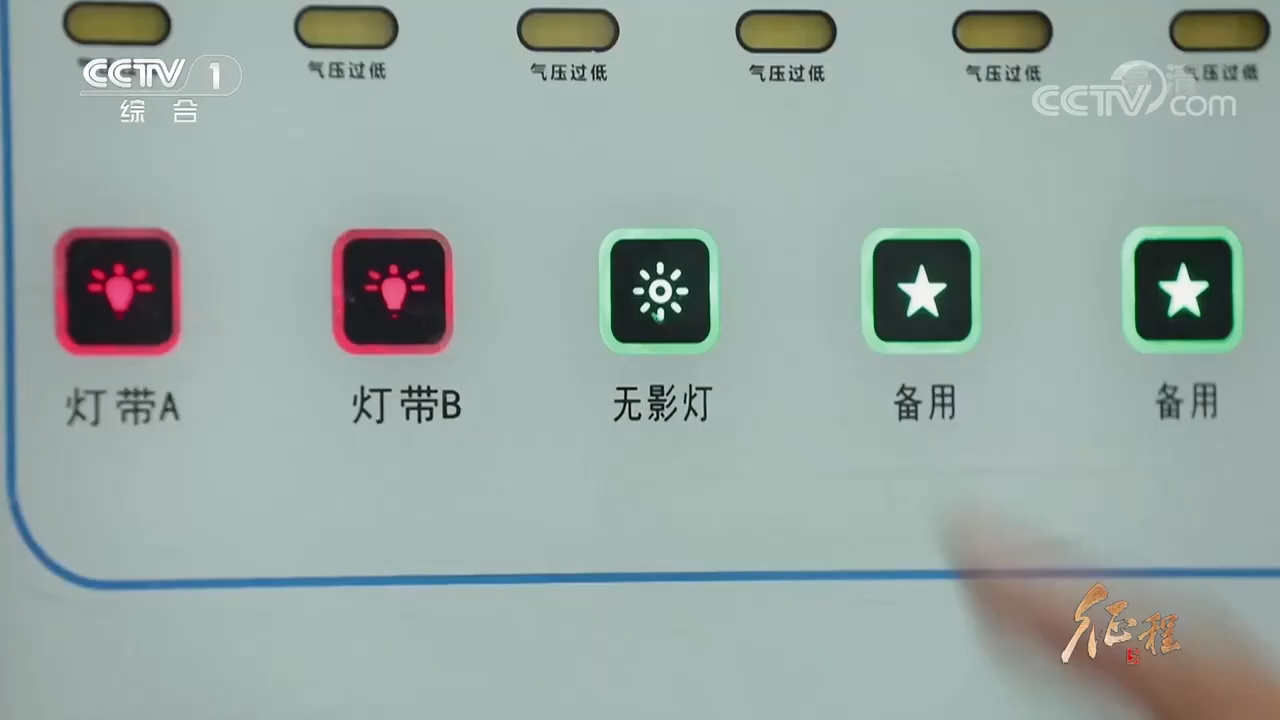 气压过低 气压过低 气压过低 气压过低 气压过低
CCTV 1
综合
CCTV com
灯带A 灯带B 无影灯 备用 备用
征程